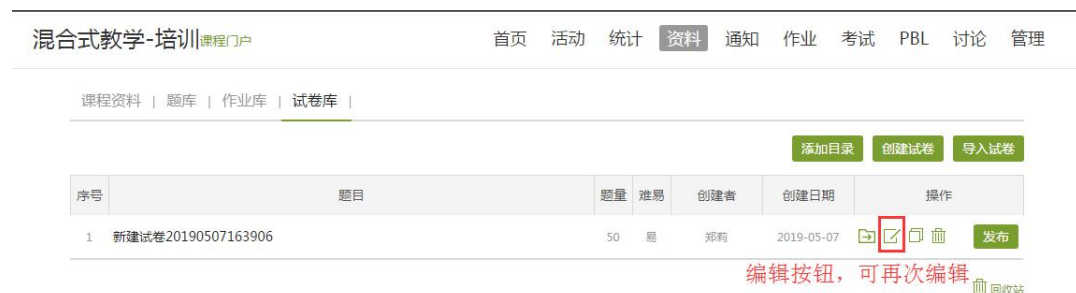 混合式教学-培训课程门户 首页 活动 统计 资料 通知 作业 考试 PBL 讨论 管理
课程资料 | 题库 | 作业库 | 试卷库 |
添加目录 创建试卷 导入试卷
序号 题目 题量 难易 创建者 创建日期 操作
1 新建试卷20190507163906 50 易 郑莉 2019-05-07 发布
编辑按钮，可再次编辑
回收站